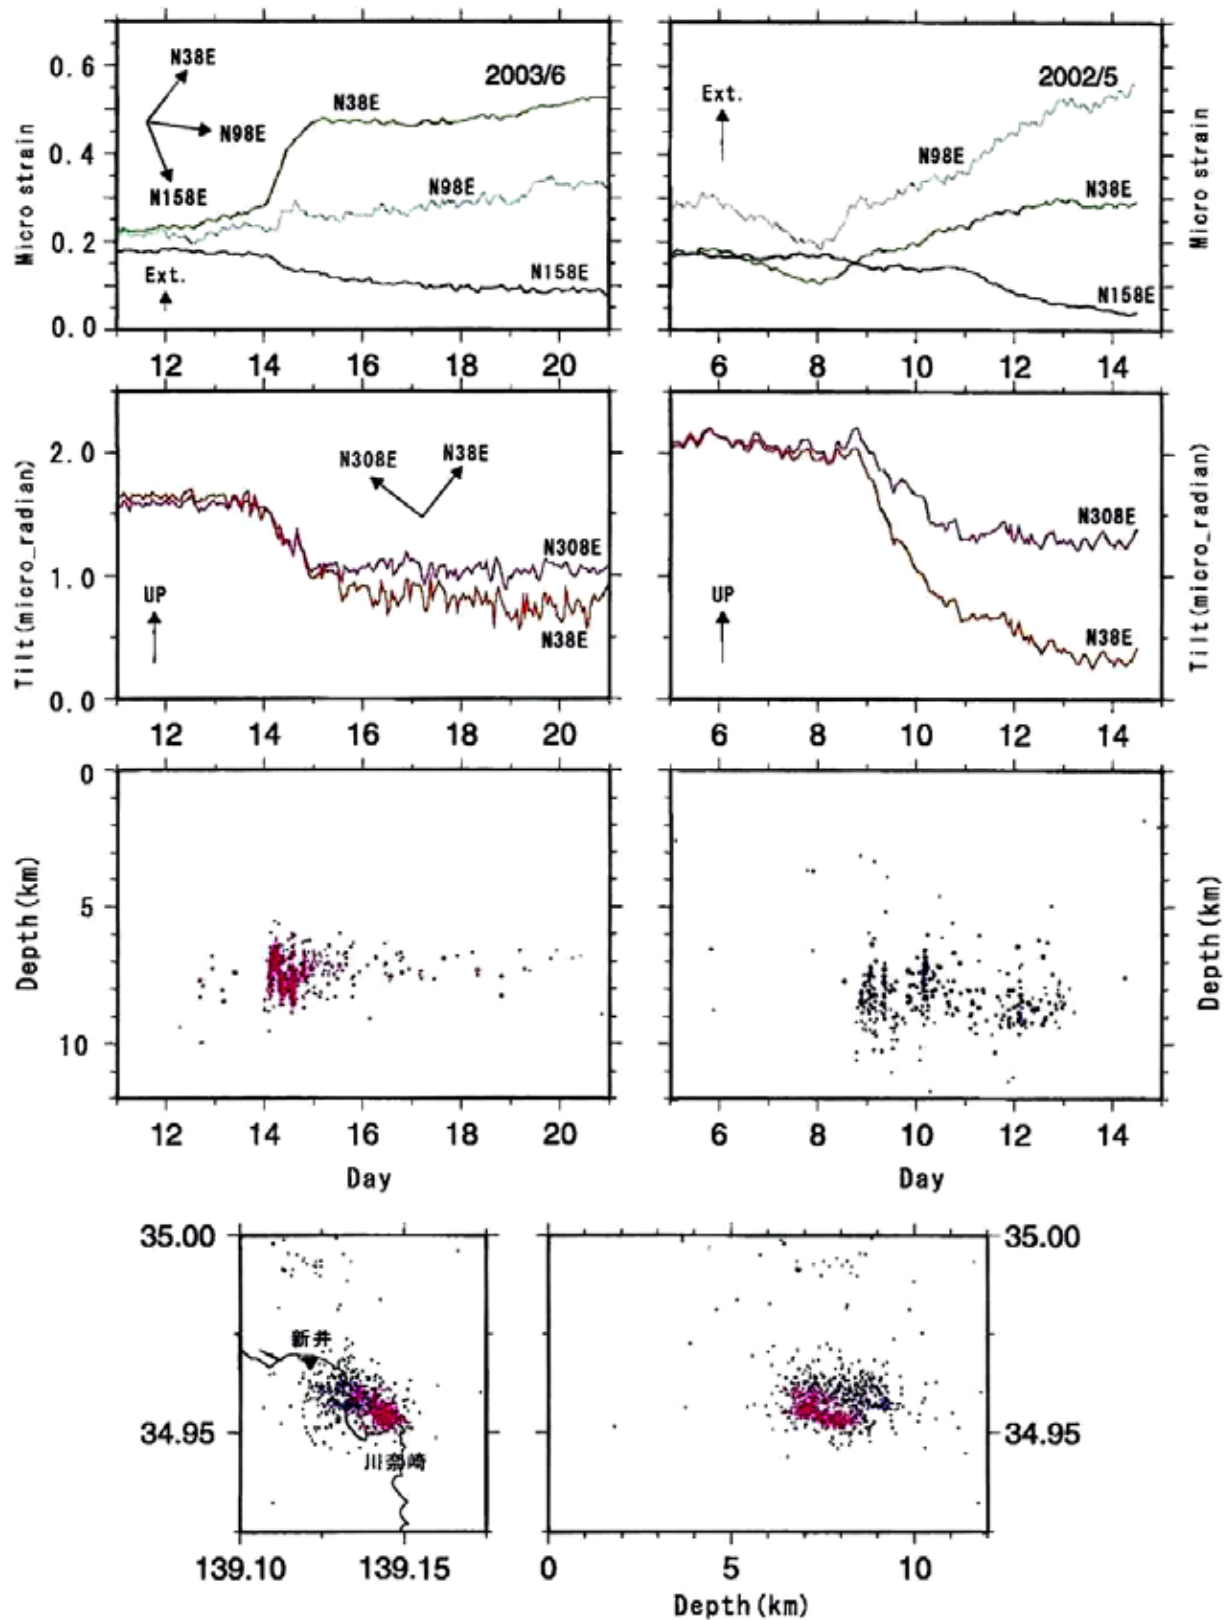 0.6
0.4
0.2
0.0
Micro strain
N38E
N98E
N158E
Ext.
2003/6
N38E
N98E
N158E
12 14 16 18 20
2002/5
Ext.
N98E
N38E
N158E
Micro strain
6 8 10 12 14
2.0
1.0
0.0
Tilt(micro_radian)
N308E
N38E
UP
N308E
N38E
12 14 16 18 20
UP
N308E
N38E
Tilt(micro_radian)
6 8 10 12 14
0
5
10
Depth(km)
12 14 16 18 20
Day
Depth(km)
6 8 10 12 14
Day
35.00
34.95
新井
川奈崎
139.10 139.15
35.00
34.95
0 5 10
Depth(km)